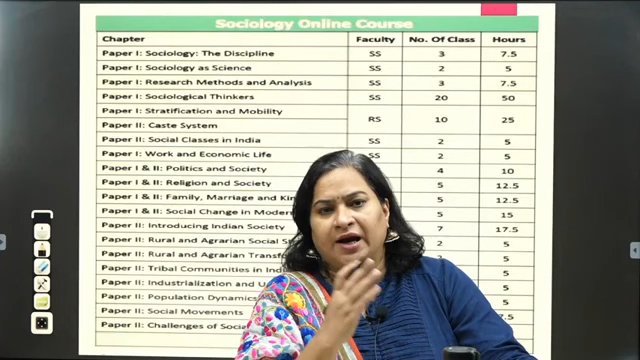 Sociology Online Course
Chapter Faculty No. Of Class Hours
Paper I: Sociology: The Discipline SS 3 7.5
Paper I: Sociology as Science SS 2 5
Paper I: Research Methods and Analysis SS 3 7.5
Paper I: Sociological Thinkers SS 20 50
Paper I: Stratification and Mobility
RS 10 25
Paper II: Caste System
Paper II: Social Classes in India SS 2 5
Paper I: Work and Economic Life SS 2 5
Paper I & II: Politics and Society 4 10
Paper I & II: Religion and Society 5 12.5
Paper I & II: Family, Marriage and Kin 5 12.5
Paper I & II: Social Change in Modern 5 15
Paper II: Introducing Indian Society 7 17.5
Paper II: Rural and Agrarian Social 2 5
Paper II: Rural and Agrarian 5
Paper II: Tribal Communities in 5
Paper II: Industrialization and 5
Paper II: Population Dynamics 5
Paper II: Social Movements 7.5
Paper II: Challenges of